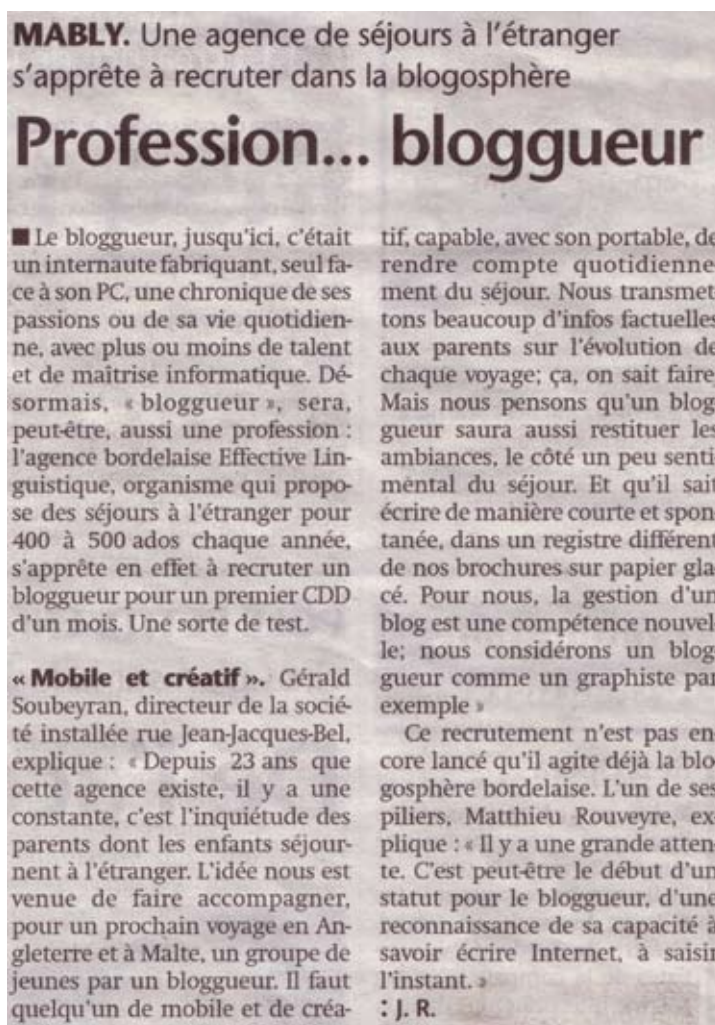 MABLY. Une agence de séjours à l'étranger
s'apprête à recruter dans la blogosphère
Profession... bloggueur
■ Le bloggueur, jusqu'ici, c'était
un internaute fabriquant, seul fa-
ce à son PC, une chronique de ses
passions ou de sa vie quotidien-
ne, avec plus ou moins de talent
et de maîtrise informatique. Dé-
sormais, « bloggueur », sera,
peut-être, aussi une profession :
l'agence bordelaise Effective Lin-
guistique, organisme qui propo-
se des séjours à l'étranger pour
400 à 500 ados chaque année,
s'apprête en effet à recruter un
bloggueur pour un premier CDD
d'un mois. Une sorte de test.
« Mobile et créatif ». Gérald
Soubeyran, directeur de la socié-
té installée rue Jean-Jacques-Bel,
explique : « Depuis 23 ans que
cette agence existe, il y a une
constante, c'est l'inquiétude des
parents dont les enfants séjour-
nent à l'étranger. L'idée nous est
venue de faire accompagner,
pour un prochain voyage en An-
gleterre et à Malte, un groupe de
jeunes par un bloggueur. Il faut
quelqu'un de mobile et de créa-
tif, capable, avec son portable, de
rendre compte quotidienne
ment du séjour. Nous transmet
tons beaucoup d'infos factuelles
aux parents sur l'évolution de
chaque voyage; ça, on sait faire
Mais nous pensons qu'un blog
gueur saura aussi restituer les
ambiances, le côté un peu senti
mental du séjour. Et qu'il sait
écrire de manière courte et spon
tanée, dans un registre différent
de nos brochures sur papier gla
cé. Pour nous, la gestion d'un
blog est une compétence nouvel
le; nous considérons un blog
gueur comme un graphiste par
exemple »
Ce recrutement n'est pas en
core lancé qu'il agite déjà la blo
gosphère bordelaise. L'un de ses
piliers, Matthieu Rouveyre, ex
plique : « Il y a une grande atten
te. C'est peut-être le début d'un
statut pour le bloggueur, d'une
reconnaissance de sa capacité à
savoir écrire Internet, à saisir
l'instant. »
: J. R.